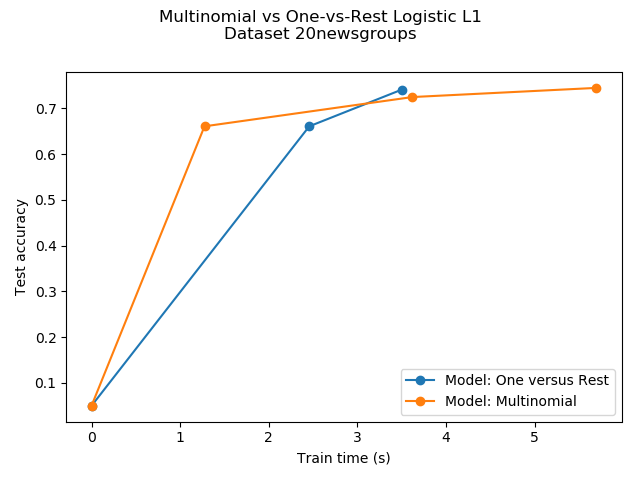 Multinomial vs One-vs-Rest Logistic L1
Dataset 20newsgroups
0.7
0.6
0.5
0.4
0.3
0.2
0.1
Test accuracy
Model: One versus Rest
Model: Multinomial
0 1 2 3 4 5
Train time (s)